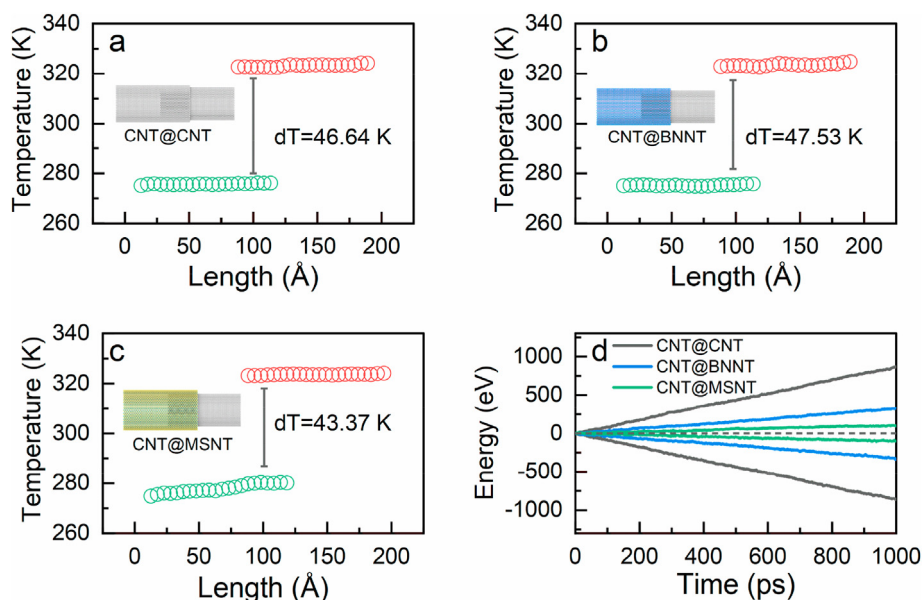 a
340
320
300
280
260
Temperature (K)
CNT@CNT
dT=46.64 K
0 50 100 150 200
Length (Å)
b
340
320
300
280
260
Temperature (K)
CNT@BNNT
dT=47.53 K
0 50 100 150 200
Length (Å)
c
340
320
300
280
260
Temperature (K)
CNT@MSNT
dT=43.37 K
0 50 100 150 200
Length (Å)
d
CNT@CNT
CNT@BNNT
CNT@MSNT
1000
500
0
-500
-1000
Energy (eV)
0 200 400 600 800 1000
Time (ps)